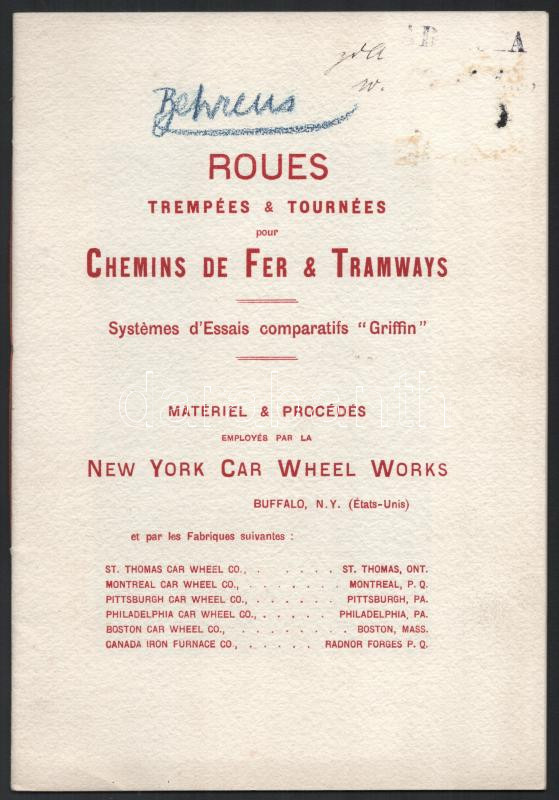 Behrens
ROUES
TREMPÉES & TOURNÉES
pour
CHEMINS DE FER & TRAMWAYS
Systèmes d'Essais comparatifs "Griffin"
MATÉRIEL & PROCÉDÉS
EMPLOYÉS PAR LA
NEW YORK CAR WHEEL WORKS
BUFFALO, N.Y. (États-Unis)
et par les Fabriques suivantes :
ST. THOMAS CAR WHEEL CO., . . . . . . . ST. THOMAS, ONT.
MONTREAL CAR WHEEL CO., . . . . . . . MONTREAL, P. Q.
PITTSBURGH CAR WHEEL CO., . . . . . . PITTSBURGH, PA.
PHILADELPHIA CAR WHEEL CO., . . . . . PHILADELPHIA, PA.
BOSTON CAR WHEEL CO., . . . . . . . . . BOSTON, MASS.
CANADA IRON FURNACE CO., . . . . . RADNOR FORGES P. Q.